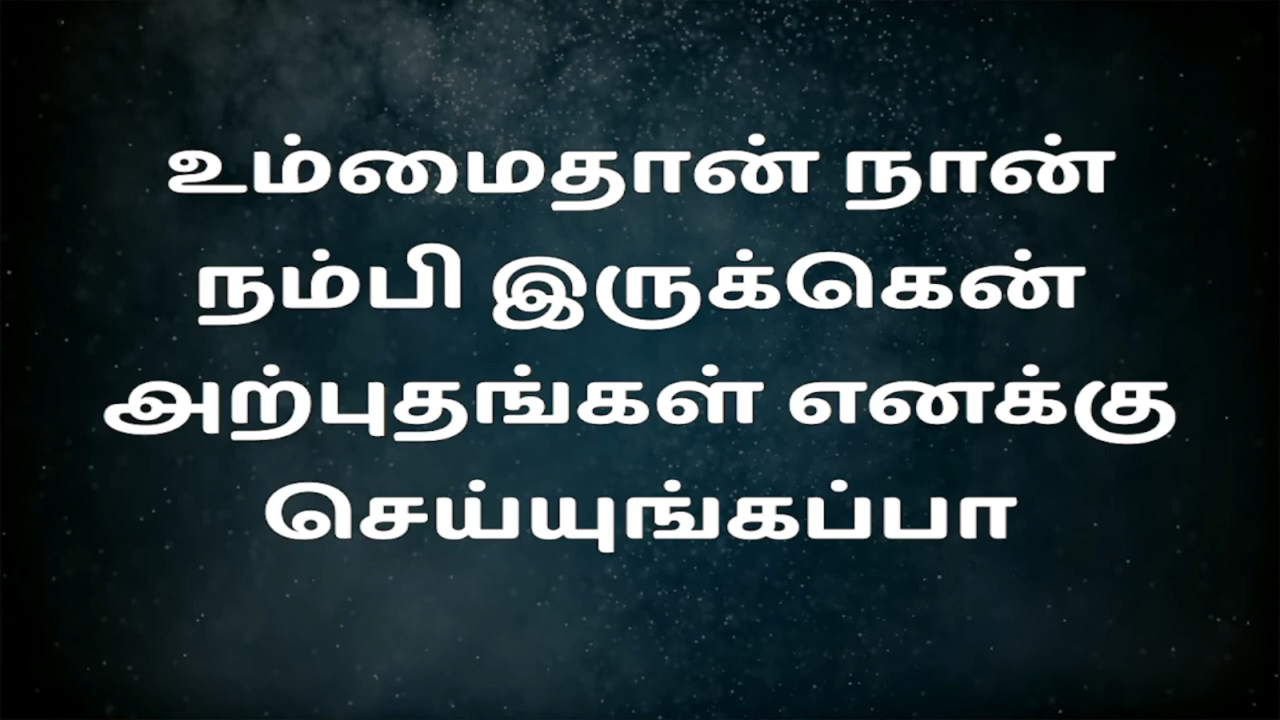 உம்மைதான் நான்
நம்பி இருக்கென்
அற்புதங்கள் எனக்கு
செய்யுங்கப்பா